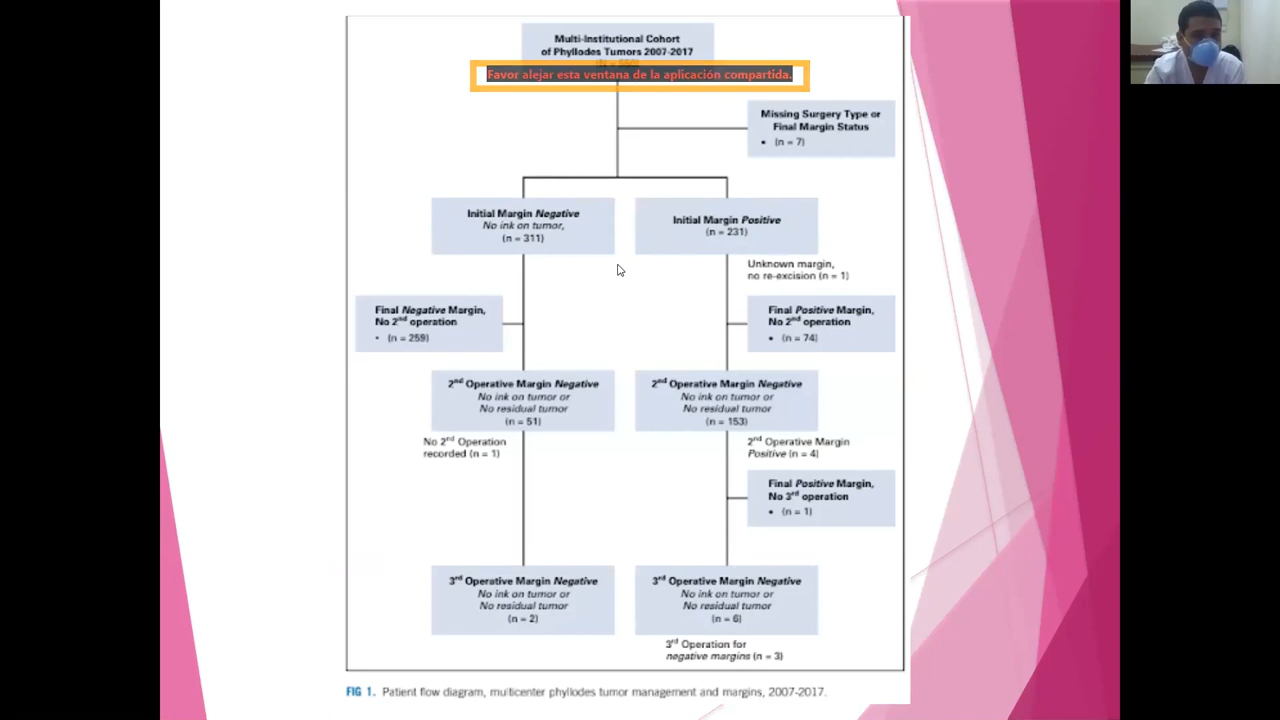 Multi-Institutional Cohort
of Phyllodes Tumors 2007-2017
Favor alejar esta ventana de la aplicación compartida.
Missing Surgery Type or
Final Margin Status
• (n = 7)
Initial Margin Negative
No ink on tumor,
(n = 311)
Initial Margin Positive
(n = 231)
Unknown margin,
no re-excision (n = 1)
Final Negative Margin,
No 2nd operation
• (n = 259)
Final Positive Margin,
No 2nd operation
• (n = 74)
2nd Operative Margin Negative
No ink on tumor or
No residual tumor
(n = 51)
2nd Operative Margin Negative
No ink on tumor or
No residual tumor
(n = 153)
No 2nd Operation
recorded (n = 1)
2nd Operative Margin
Positive (n = 4)
Final Positive Margin,
No 3rd operation
• (n = 1)
3rd Operative Margin Negative
No ink on tumor or
No residual tumor
(n = 2)
3rd Operative Margin Negative
No ink on tumor or
No residual tumor
(n = 6)
3rd Operation for
negative margins (n = 3)
FIG 1. Patient flow diagram, multicenter phyllodes tumor management and margins, 2007-2017.